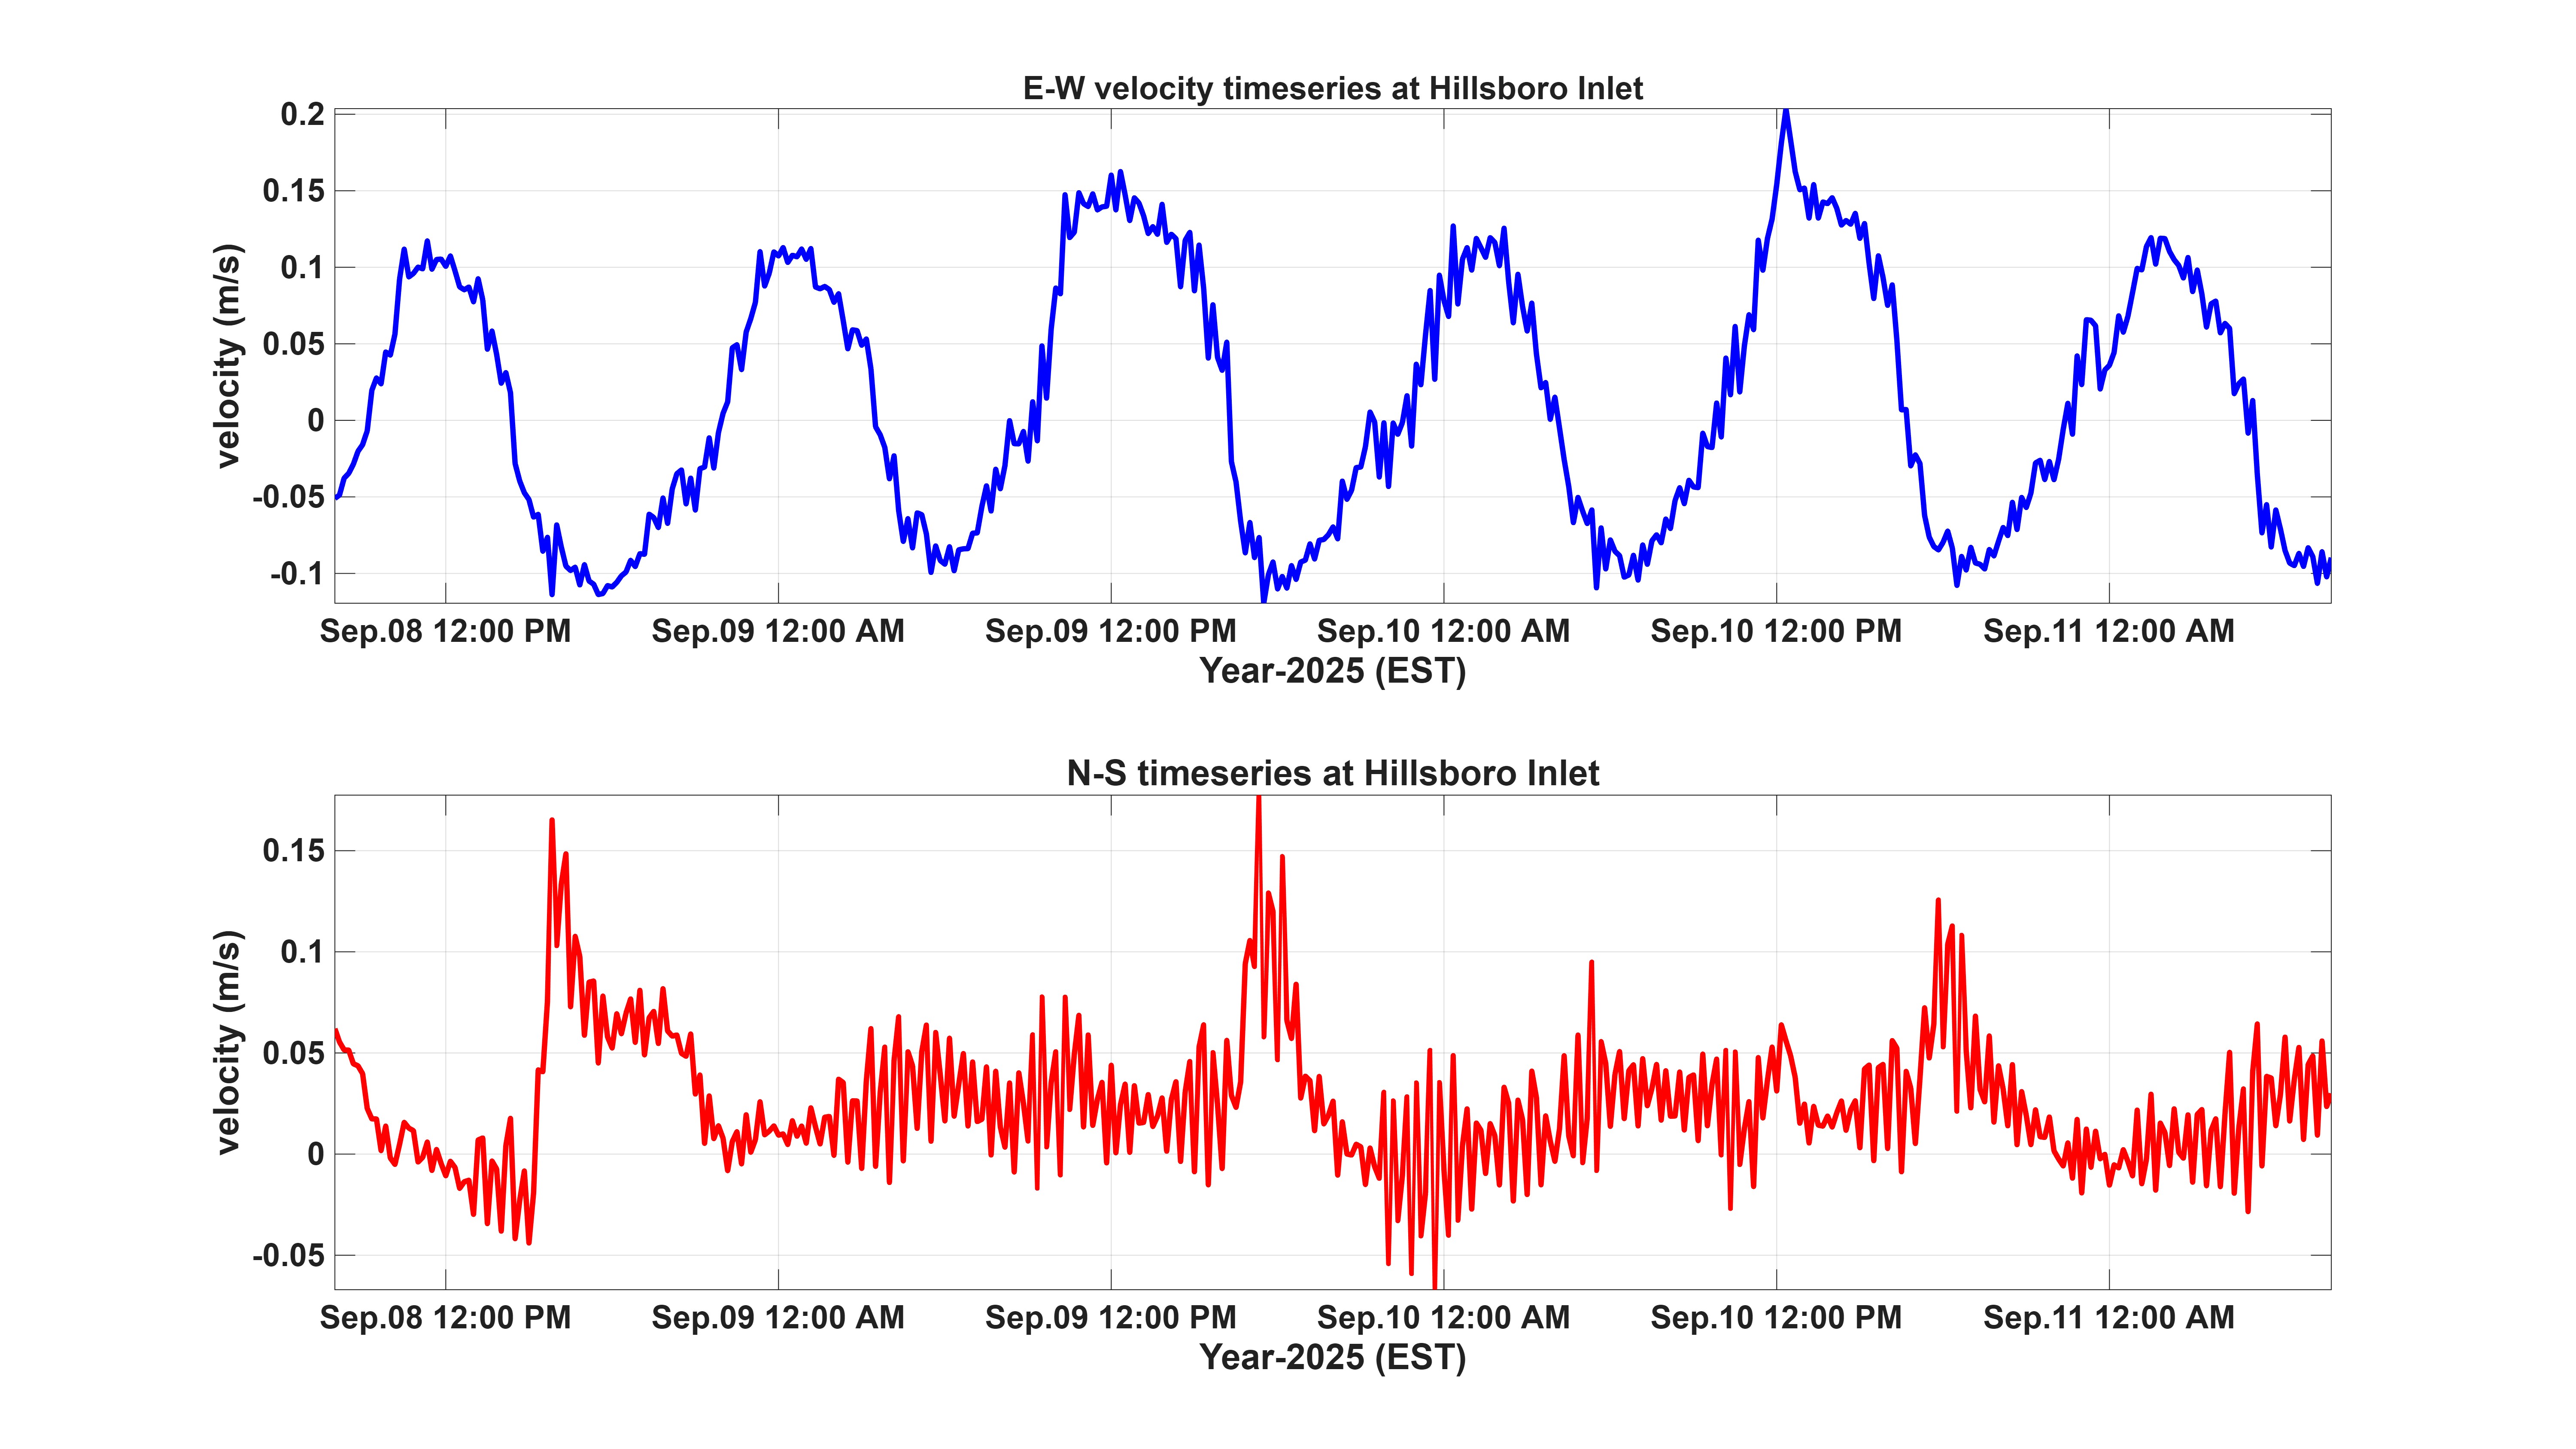 E-W velocity timeseries at Hillsboro Inlet
velocity (m/s)
0.2
0.15
0.1
0.05
0
-0.05
-0.1
Sep.08 12:00 PM
Sep.09 12:00 AM
Sep.09 12:00 PM
Sep.10 12:00 AM
Sep.10 12:00 PM
Sep.11 12:00 AM
Year-2025 (EST)
N-S timeseries at Hillsboro Inlet
velocity (m/s)
0.15
0.1
0.05
0
-0.05
Sep.08 12:00 PM
Sep.09 12:00 AM
Sep.09 12:00 PM
Sep.10 12:00 AM
Sep.10 12:00 PM
Sep.11 12:00 AM
Year-2025 (EST)